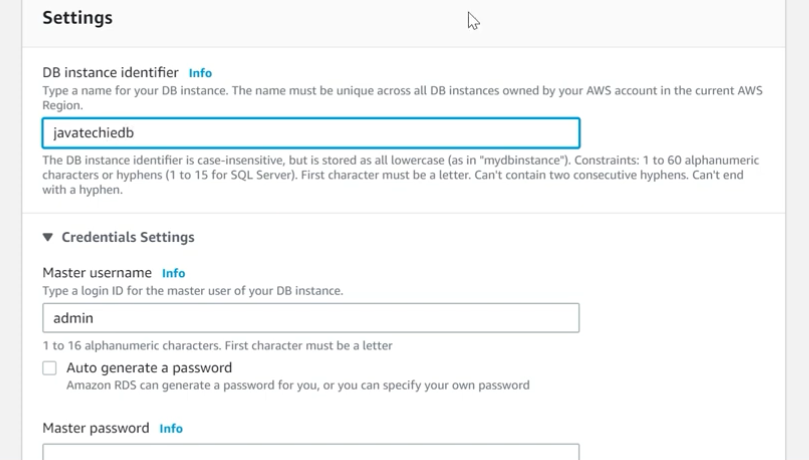 Settings
DB instance identifier Info
Type a name for your DB instance. The name must be unique across all DB instances owned by your AWS account in the current AWS
Region.
javatechiedb
The DB instance identifier is case-insensitive, but is stored as all lowercase (as in "mydbinstance"). Constraints: 1 to 60 alphanumeric
characters or hyphens (1 to 15 for SQL Server). First character must be a letter. Can't contain two consecutive hyphens. Can't end
with a hyphen.
▼ Credentials Settings
Master username Info
Type a login ID for the master user of your DB instance.
admin
1 to 16 alphanumeric characters. First character must be a letter
Auto generate a password
Amazon RDS can generate a password for you, or you can specify your own password
Master password Info